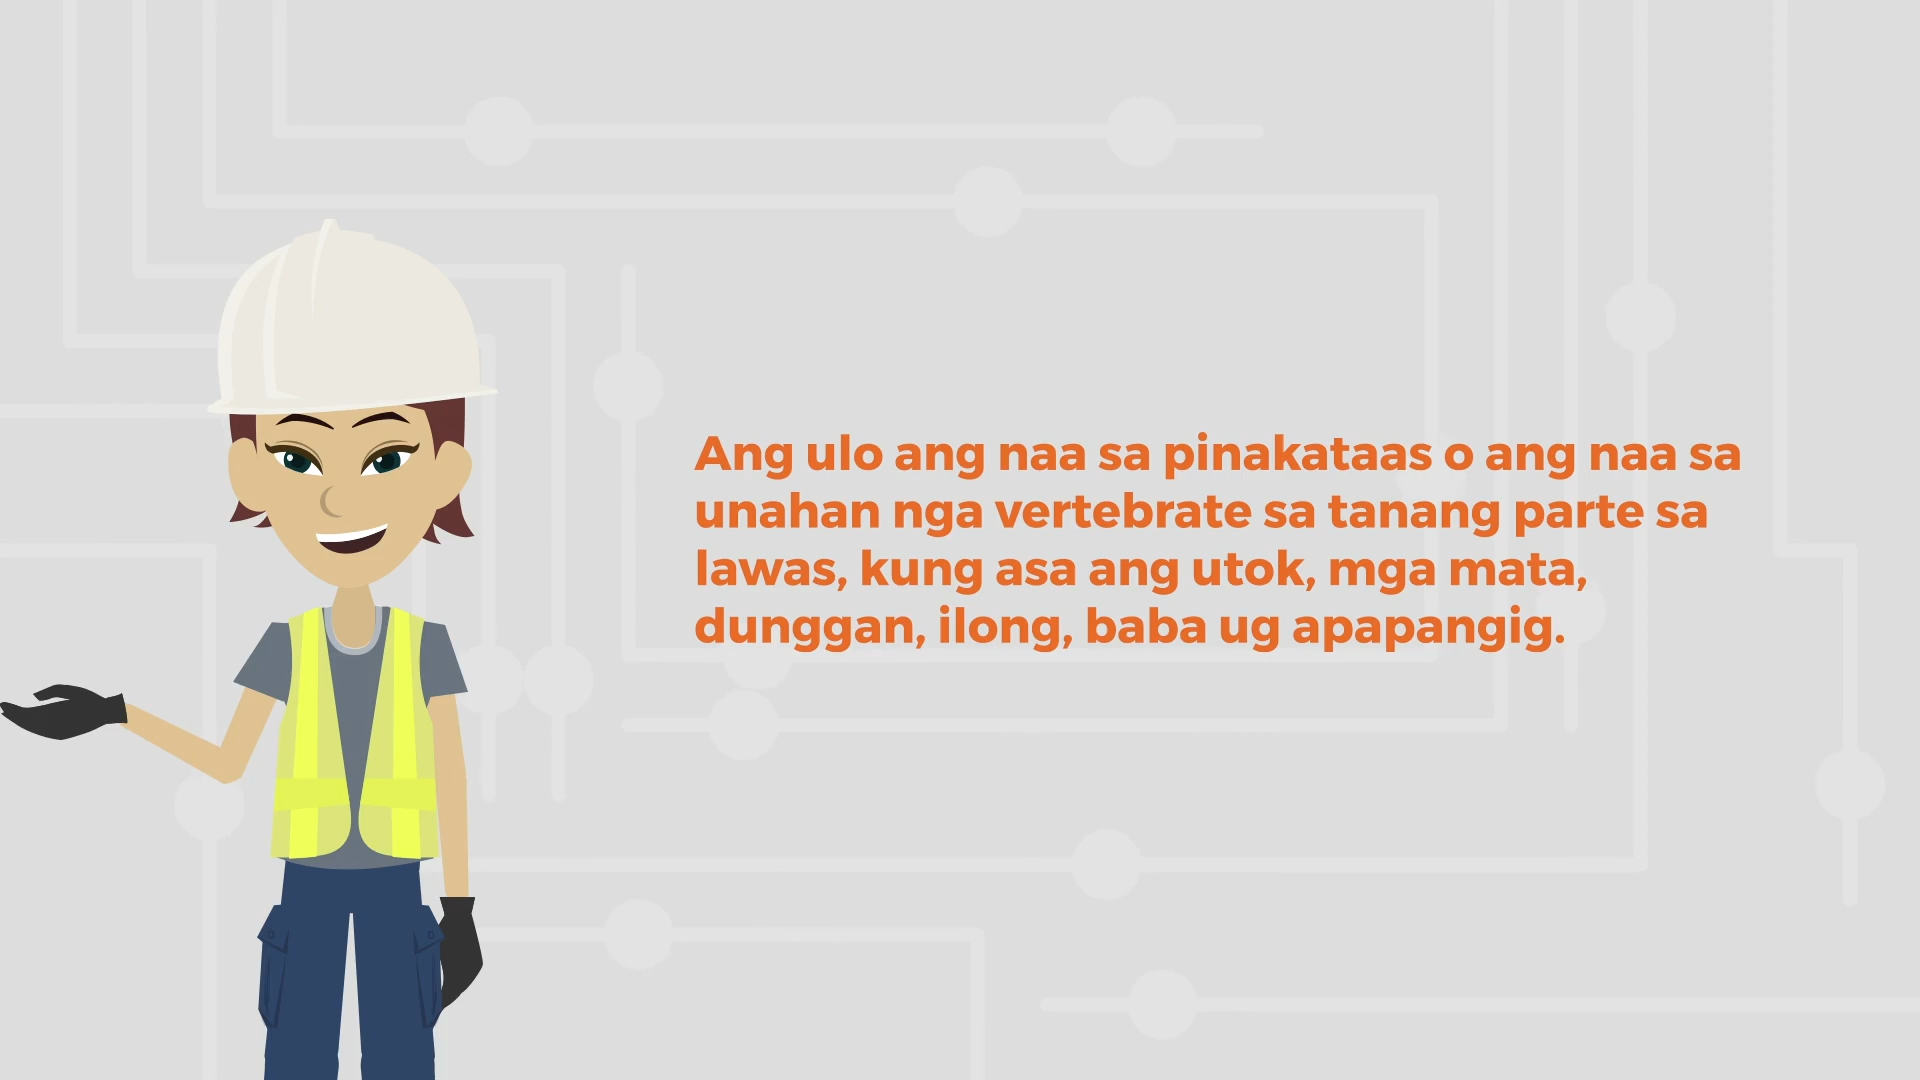 Ang ulo ang naa sa pinakataas o ang naa sa
unahan nga vertebrate sa tanang parte sa
lawas, kung asa ang utok, mga mata,
dunggan, ilong, baba ug apapangig.